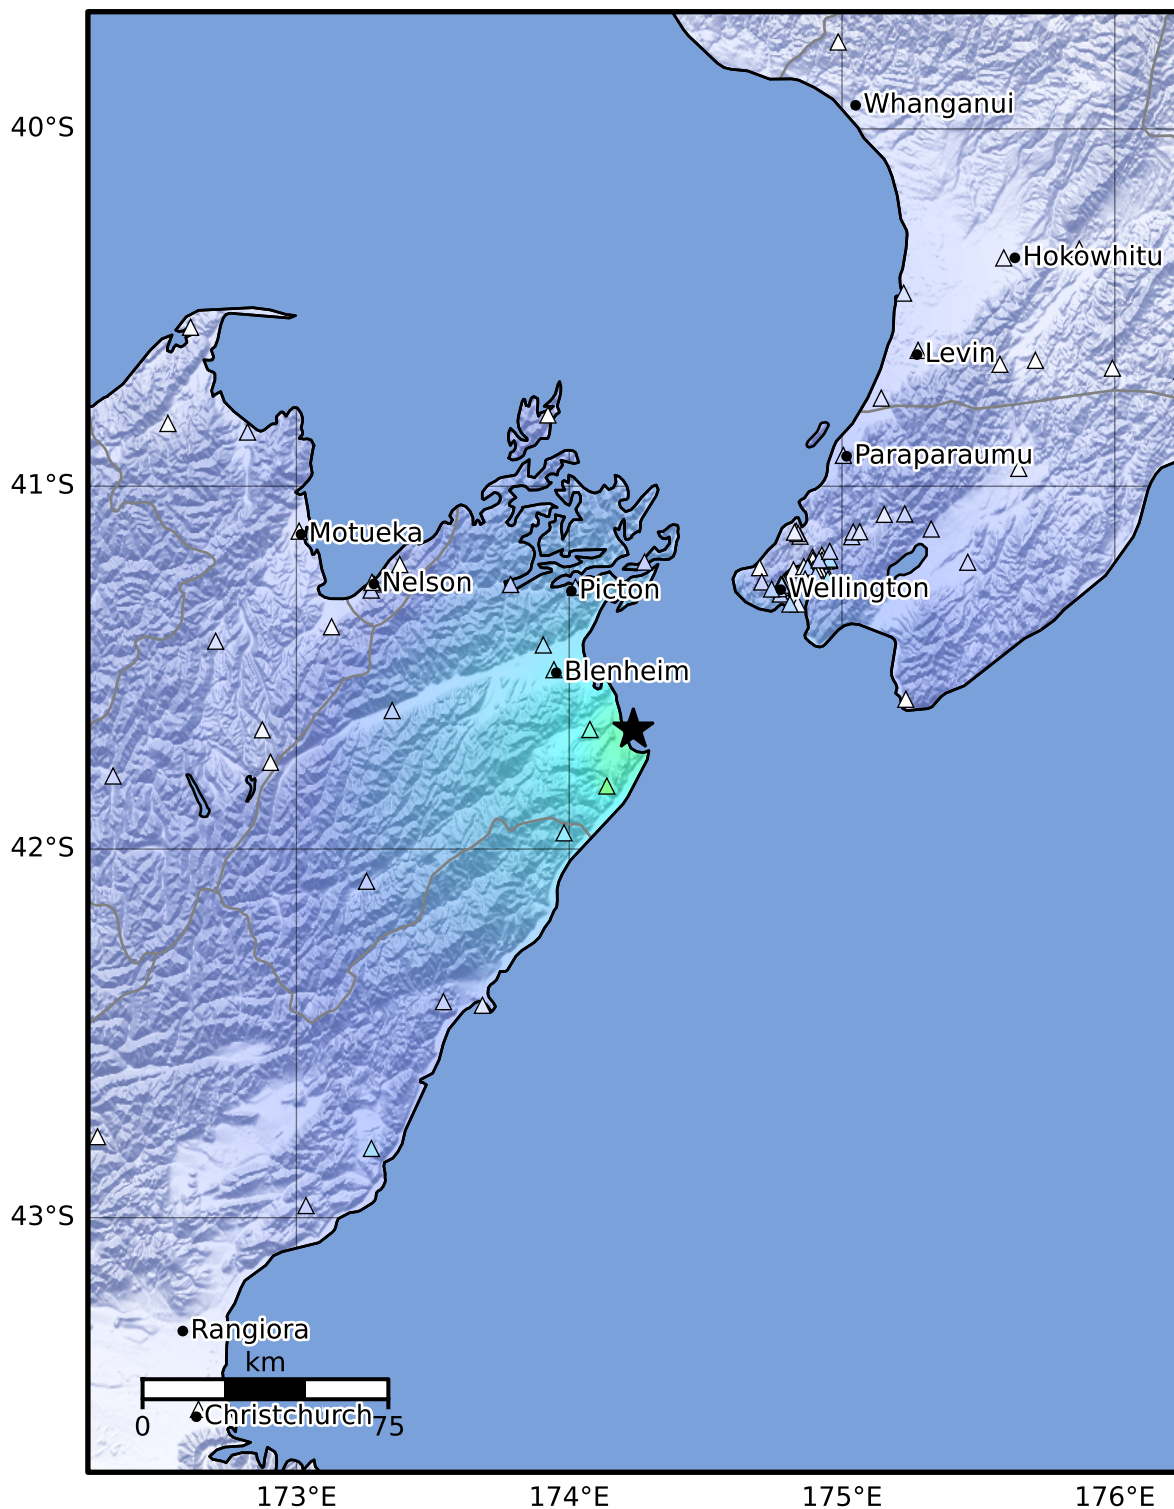 Whanganui
40°S
Hokowhitu
Levin
Paraparaumu
41°S
Motueka
Nelson
Picton
Wellington
Blenheim
42°S
43°S
Rangiora
km
Christchurch
0
75
173°E
174°E
175°E
176°E